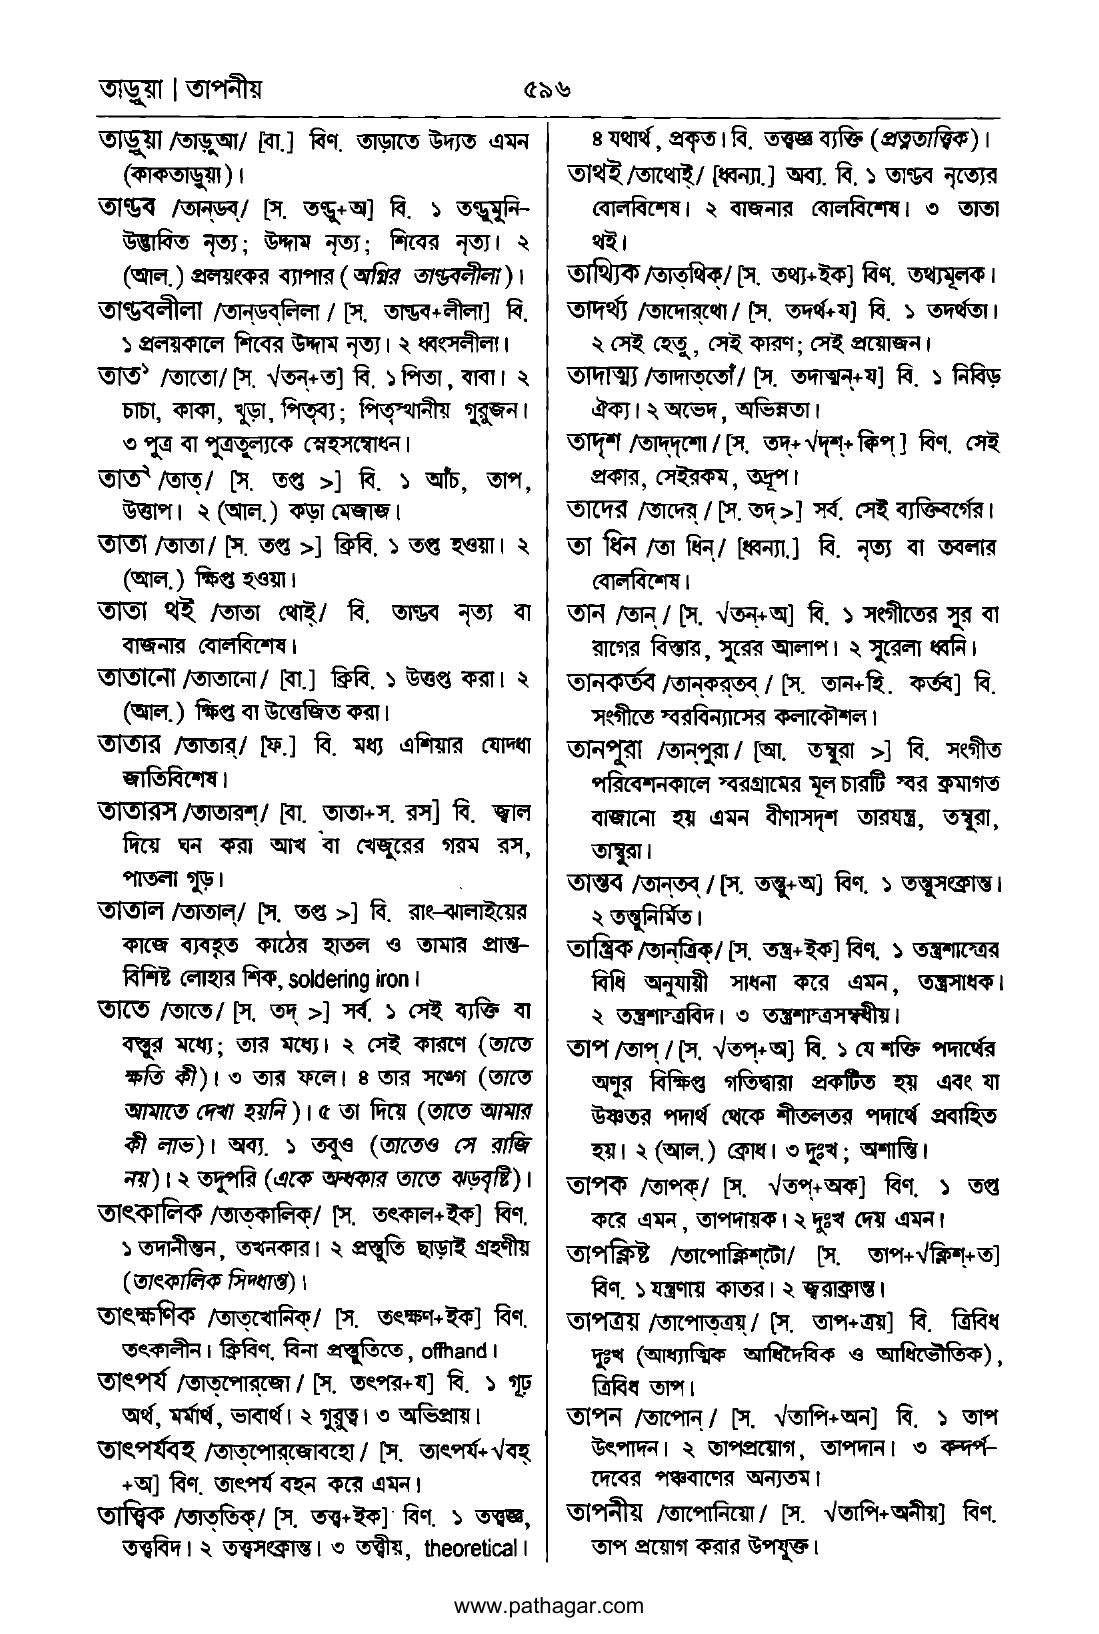 তাড়ুয়া | তাপনীয়
৫৯৬
তাড়ুয়া /তাড়ুআ/ [বা.] বিণ. তাড়াতে উদ্যত এমন
(কাকতাড়ুয়া)।
তাণ্ডব /তান্‌ডব্‌/ [স. তণ্ডু+অ] বি. ১ তণ্ডুমুনি–
উদ্ভাবিত নৃত্য; উদ্দাম নৃত্য; শিবের নৃত্য। ২
(আল.) প্রলয়ংকর ব্যাপার (অগ্নির তাণ্ডবলীলা)।
তাণ্ডবলীলা /তান্‌ডব্‌লিলা/ [স. তাণ্ডব+লীলা] বি.
১ প্রলয়কালে শিবের উদ্দাম নৃত্য। ২ ধ্বংসলীলা।
তাত১ /তাতো/ [স. √তন্‌+ত] বি. ১ পিতা, বাবা। ২
চাচা, কাকা, খুড়া, পিতৃব্য; পিতৃস্থানীয় গুরুজন।
৩ পুত্র বা পুত্রতুল্যকে স্নেহসম্বোধন।
তাত২ /তাত্‌/ [স. তপ্ত >] বি. ১ আঁচ, তাপ,
উত্তাপ। ২ (আল.) কড়া মেজাজ।
তাতা /তাতা/ [স. তপ্ত >] ক্রিবি. ১ তপ্ত হওয়া। ২
(আল.) ক্ষিপ্ত হওয়া।
তাতা থই /তাতা থোই্‌/ বি. তাণ্ডব নৃত্য বা
বাজনার বোলবিশেষ।
তাতানো /তাতানো/ [বা.] ক্রিবি. ১ উত্তপ্ত করা। ২
(আল.) ক্ষিপ্ত বা উত্তেজিত করা।
তাতার /তাতার্‌/ [ফ.] বি. মধ্য এশিয়ার যোদ্ধা
জাতিবিশেষ।
তাতারস /তাতারশ্‌/ [বা. তাতা+স. রস] বি. জ্বাল
দিয়ে ঘন করা আখ বা খেজুরের গরম রস,
পাতলা গুড়।
তাতাল /তাতাল্‌/ [স. তপ্ত >] বি. রাং–ঝালাইয়ের
কাজে ব্যবহৃত কাঠের হাতল ও তামার প্রান্ত–
বিশিষ্ট লোহার শিক, soldering iron।
তাতে /তাতে/ [স. তদ্‌ >] সর্ব. ১ সেই ব্যক্তি বা
বস্তুর মধ্যে; তার মধ্যে। ২ সেই কারণে (তাতে
ক্ষতি কী)। ৩ তার ফলে। ৪ তার সঙ্গে (তাতে
আমাতে দেখা হয়নি)। ৫ তা দিয়ে (তাতে আমার
কী লাভ)। অব্য. ১ তবুও (তাতেও সে রাজি
নয়)। ২ তদুপরি (একে অন্ধকার তাতে ঝড়বৃষ্টি)।
তাৎকালিক /তাত্‌কালিক্‌/ [স. তৎকাল+ইক] বিণ.
১ তদানীন্তন, তখনকার। ২ প্রস্তুতি ছাড়াই গ্রহণীয়
(তাৎকালিক সিদ্ধান্ত)।
তাৎক্ষণিক /তাত্‌খোনিক্‌/ [স. তৎক্ষণ+ইক] বিণ.
তৎকালীন। ক্রিবিণ. বিনা প্রস্তুতিতে, offhand।
তাৎপর্য /তাত্‌পোর্‌জো/ [স. তৎপর+য] বি. ১ গূঢ়
অর্থ, মর্মার্থ, ভাবার্থ। ২ গুরুত্ব। ৩ অভিপ্রায়।
তাৎপর্যবহ /তাত্‌পোর্‌জোবহো/ [স. তাৎপর্য+√বহ্‌
+অ] বিণ. তাৎপর্য বহন করে এমন।
তাত্ত্বিক /তাত্‌তিক্‌/ [স. তত্ত্ব+ইক] বিণ. ১ তত্ত্বজ্ঞ,
তত্ত্ববিদ। ২ তত্ত্বসংক্রান্ত। ৩ তত্ত্বীয়, theoretical।
৪ যথার্থ, প্রকৃত। বি. তত্ত্বজ্ঞ ব্যক্তি (প্রত্নতাত্ত্বিক)।
তাথই /তাথোই্‌/ [ধ্বন্যা.] অব্য. বি. ১ তাণ্ডব নৃত্যের
বোলবিশেষ। ২ বাজনার বোলবিশেষ। ৩ তাতা
থই।
তাথ্যিক /তাত্‌থিক্‌/ [স. তথ্য+ইক] বিণ. তথ্যমূলক।
তাদর্থ্য /তাদোর্‌থো/ [স. তদর্থ+য] বি. ১ তদর্থতা।
২ সেই হেতু, সেই কারণ; সেই প্রয়োজন।
তাদাত্ম্য /তাদাত্‌তোঁ/ [স. তদাত্মন্‌+য] বি. ১ নিবিড়
ঐক্য। ২ অভেদ, অভিন্নতা।
তাদৃশ /তাদ্‌দৃশো/ [স. তদ্‌+√দৃশ্‌+ক্বিপ্‌] বিণ. সেই
প্রকার, সেইরকম, তদ্রূপ।
তাদের /তাদের্‌/ [স. তদ্‌ >] সর্ব. সেই ব্যক্তিবর্গের।
তা ধিন /তা ধিন্‌/ [ধ্বন্যা.] বি. নৃত্য বা তবলার
বোলবিশেষ।
তান /তান্‌/ [স. √তন্‌+অ] বি. ১ সংগীতের সুর বা
রাগের বিস্তার, সুরের আলাপ। ২ সুরেলা ধ্বনি।
তানকর্তব /তান্‌কর্‌তব্‌/ [স. তান+হি. কর্তব] বি.
সংগীতে স্বরবিন্যাসের কলাকৌশল।
তানপুরা /তান্‌পুরা/ [আ. তম্বুরা >] বি. সংগীত
পরিবেশনকালে স্বরগ্রামের মূল চারটি স্বর ক্রমাগত
বাজানো হয় এমন বীণাসদৃশ তারযন্ত্র, তম্বুরা,
তাম্বুরা।
তান্তব /তান্‌তব্‌/ [স. তন্তু+অ] বিণ. ১ তন্তুসংক্রান্ত।
২ তন্তুনির্মিত।
তান্ত্রিক /তান্‌ত্রিক্‌/ [স. তন্ত্র+ইক] বিণ. ১ তন্ত্রশাস্ত্রের
বিধি অনুযায়ী সাধনা করে এমন, তন্ত্রসাধক।
২ তন্ত্রশাস্ত্রবিদ। ৩ তন্ত্রশাস্ত্রসম্বন্ধীয়।
তাপ /তাপ্‌/ [স. √তপ্‌+অ] বি. ১ যে শক্তি পদার্থের
অণুর বিক্ষিপ্ত গতিদ্বারা প্রকটিত হয় এবং যা
উষ্ণতর পদার্থ থেকে শীতলতর পদার্থে প্রবাহিত
হয়। ২ (আল.) ক্রোধ। ৩ দুঃখ; অশান্তি।
তাপক /তাপক্‌/ [স. √তপ্‌+অক] বিণ. ১ তপ্ত
করে এমন, তাপদায়ক। ২ দুঃখ দেয় এমন।
তাপক্লিষ্ট /তাপোক্লিশ্‌টো/ [স. তাপ+√ক্লিশ্‌+ত]
বিণ. ১ যন্ত্রণায় কাতর। ২ জ্বরাক্রান্ত।
তাপত্রয় /তাপোত্‌ত্রয়্‌/ [স. তাপ+ত্রয়] বি. ত্রিবিধ
দুঃখ (আধ্যাত্মিক আধিদৈবিক ও আধিভৌতিক),
ত্রিবিধ তাপ।
তাপন /তাপোন্‌/ [স. √তাপি+অন] বি. ১ তাপ
উৎপাদন। ২ তাপপ্রয়োগ, তাপদান। ৩ কন্দর্প–
দেবের পঞ্চবাণের অন্যতম।
তাপনীয় /তাপোনিয়ো/ [স. √তাপি+অনীয়] বিণ.
তাপ প্রয়োগ করার উপযুক্ত।
www.pathagar.com